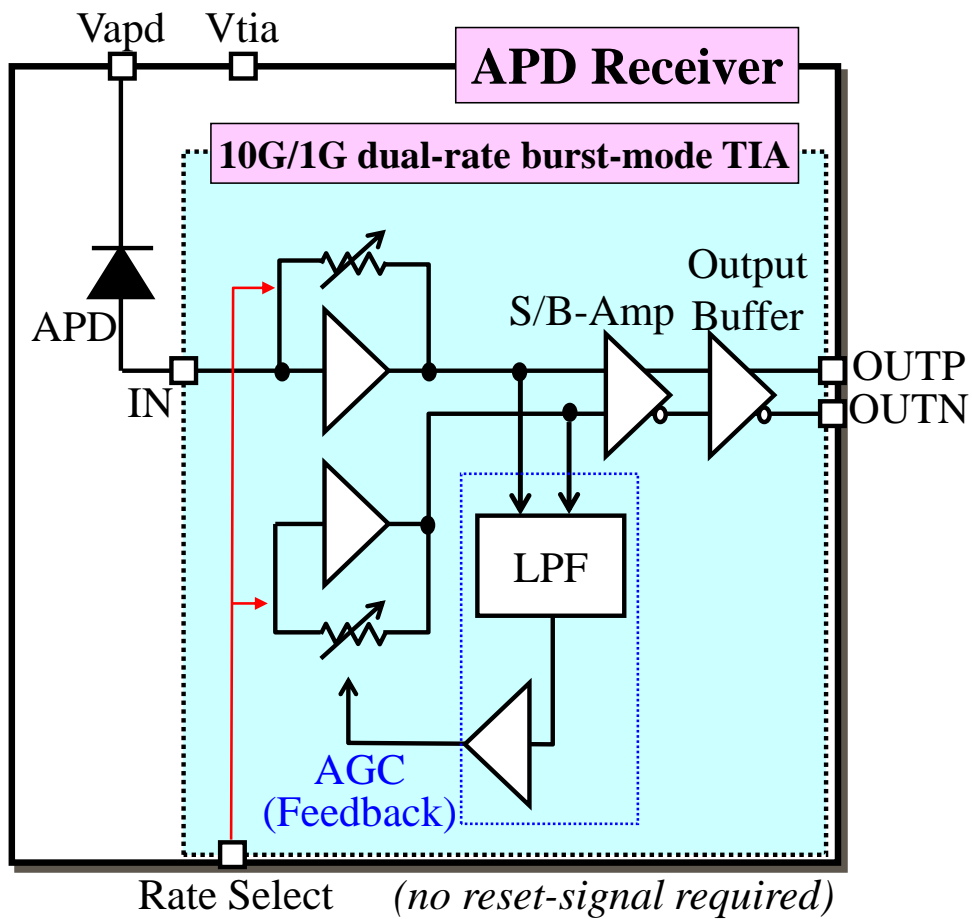 Vapd
Vtia
APD Receiver
10G/1G dual-rate burst-mode TIA
Output
Buffer
S/B-Amp
APD
IN
OUTP
OUTN
LPF
AGC
(Feedback)
Rate Select
(no reset-signal required)